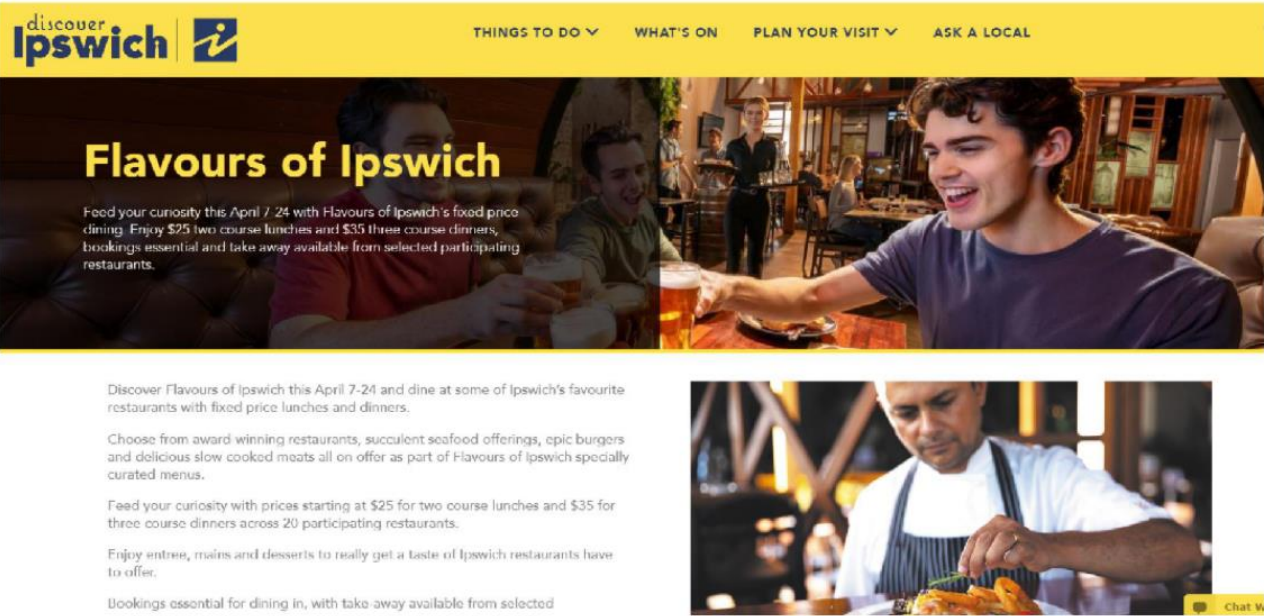 discover
Ipswich
THINGS TO DO WHAT'S ON PLAN YOUR VISIT ASK A LOCAL
Flavours of Ipswich
Feed your curiosity this April 7-24 with Flavours of Ipswich's fixed price
dining. Enjoy $25 two course lunches and $35 three course dinners,
bookings essential and take away available from selected participating
restaurants.
Discover Flavours of Ipswich this April 7-24 and dine at some of Ipswich's favourite
restaurants with fixed price lunches and dinners.
Choose from award-winning restaurants, succulent seafood offerings, epic burgers
and delicious slow cooked meats all on offer as part of Flavours of Ipswich specially
curated menus.
Feed your curiosity with prices starting at $25 for two course lunches and $35 for
three course dinners across 20 participating restaurants.
Enjoy entree, mains and desserts to really get a taste of Ipswich restaurants have
to offer.
Bookings essential for dining in, with take-away available from selected
Chat W